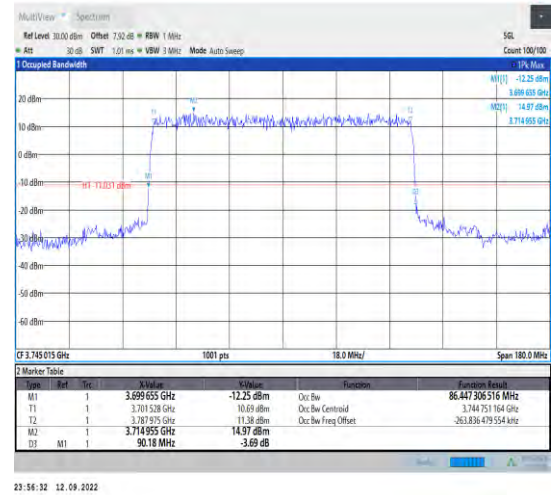 MultiView Spectrum
Ref Level 30.00 dBm Offset 7.92 dB RBW 1 MHz SGL
Att 30 dB SWT 1.01 ms VBW 3 MHz Mode Auto Sweep Count 100/100
1 Occupied Bandwidth 1Pk Max
M1[1] -12.25 dBm
3.699 655 GHz
M2[1] 14.97 dBm
3.714 955 GHz
20 dBm
M2
T1
T2
10 dBm
0 dBm
M1
-10 dBm
H1 -11.031 dBm
D3
-20 dBm
-30 dBm
-40 dBm
-50 dBm
-60 dBm
CF 3.745 015 GHz 1001 pts 18.0 MHz/ Span 180.0 MHz
2 Marker Table
Type Ref Trc X-Value Y-Value Function Function Result
M1 1 3.699 655 GHz -12.25 dBm Occ Bw 86.447 306 516 MHz
T1 1 3.701 528 GHz 10.69 dBm Occ Bw Centroid 3.744 751 164 GHz
T2 1 3.787 975 GHz 11.38 dBm Occ Bw Freq Offset -263.836 479 554 kHz
M2 1 3.714 955 GHz 14.97 dBm
D3 M1 1 90.18 MHz -3.69 dB
23:56:32 12.09.2022